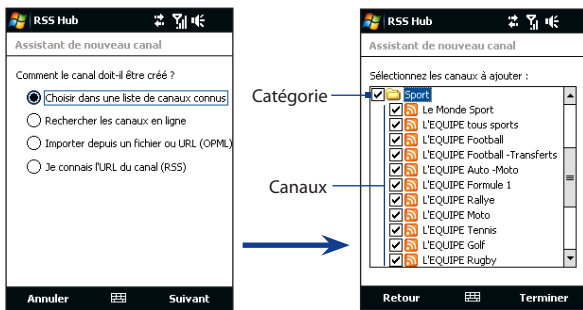 RSS Hub
Assistant de nouveau canal
Comment le canal doit-il être créé ?
Choisir dans une liste de canaux connus
Rechercher les canaux en ligne
Importer depuis un fichier ou URL (OPML)
Je connais l'URL du canal (RSS)
Annuler
Suivant
Catégorie
Canaux
RSS Hub
Assistant de nouveau canal
Sélectionnez les canaux à ajouter :
Sport
Le Monde Sport
L'EQUIPE tous sports
L'EQUIPE Football
L'EQUIPE Football -Transferts
L'EQUIPE Auto -Moto
L'EQUIPE Formule 1
L'EQUIPE Rallye
L'EQUIPE Moto
L'EQUIPE Tennis
L'EQUIPE Golf
L'EQUIPE Rugby
Retour
Terminer